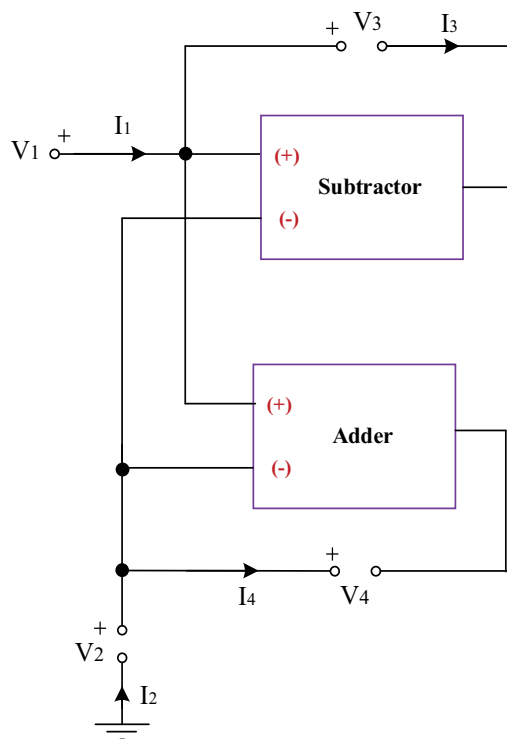 + V3 I3
V1 + I1
(+)
Subtractor
(-)
(+)
Adder
(-)
+
I4 V4
+
V2
I2